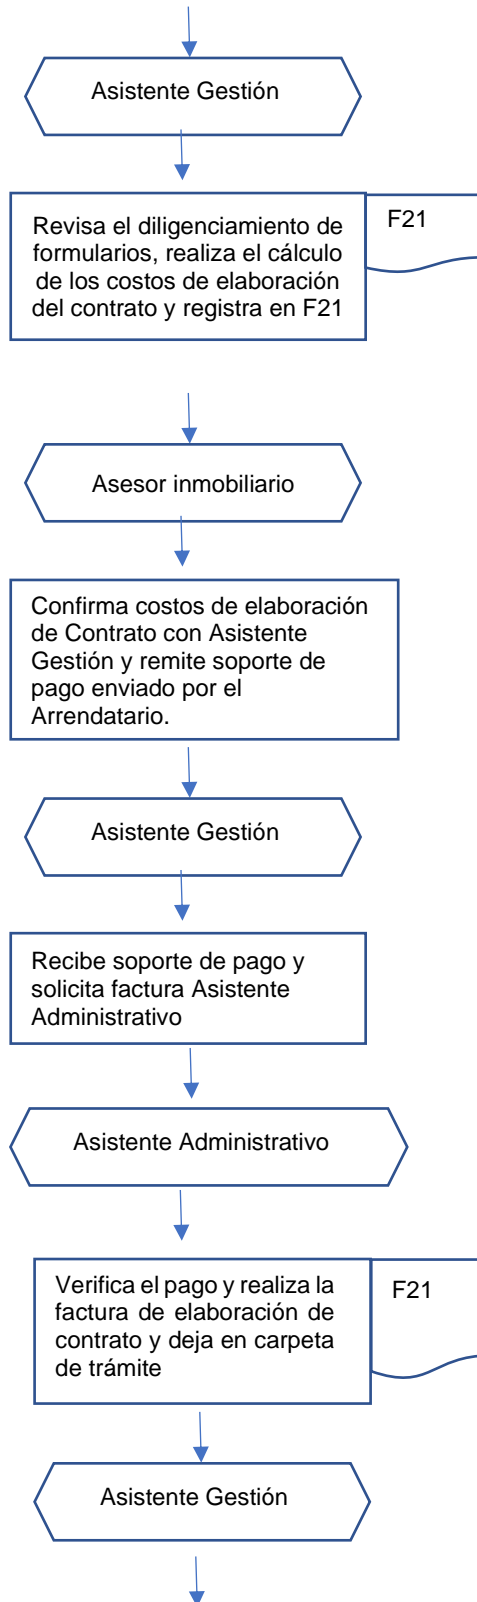 Asistente Gestión
Revisa el diligenciamiento de
formularios, realiza el cálculo
de los costos de elaboración
del contrato y registra en F21
F21
Asesor inmobiliario
Confirma costos de elaboración
de Contrato con Asistente
Gestión y remite soporte de
pago enviado por el
Arrendatario.
Asistente Gestión
Recibe soporte de pago y
solicita factura Asistente
Administrativo
Asistente Administrativo
Verifica el pago y realiza la
factura de elaboración de
contrato y deja en carpeta
de trámite
F21
Asistente Gestión